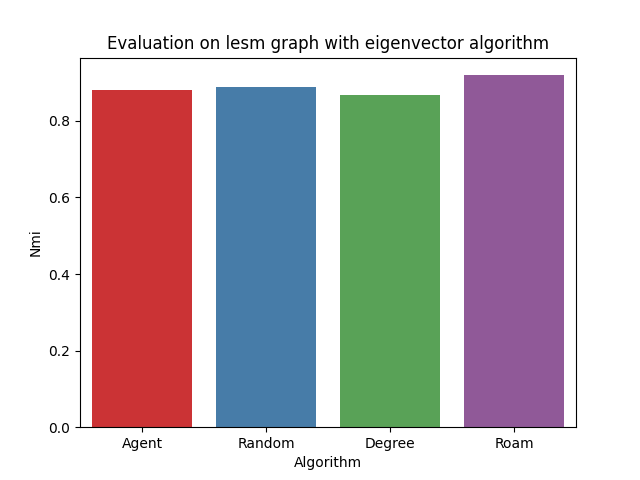 Evaluation on lesm graph with eigenvector algorithm
Nmi
0.8
0.6
0.4
0.2
0.0
Agent Random Degree Roam
Algorithm